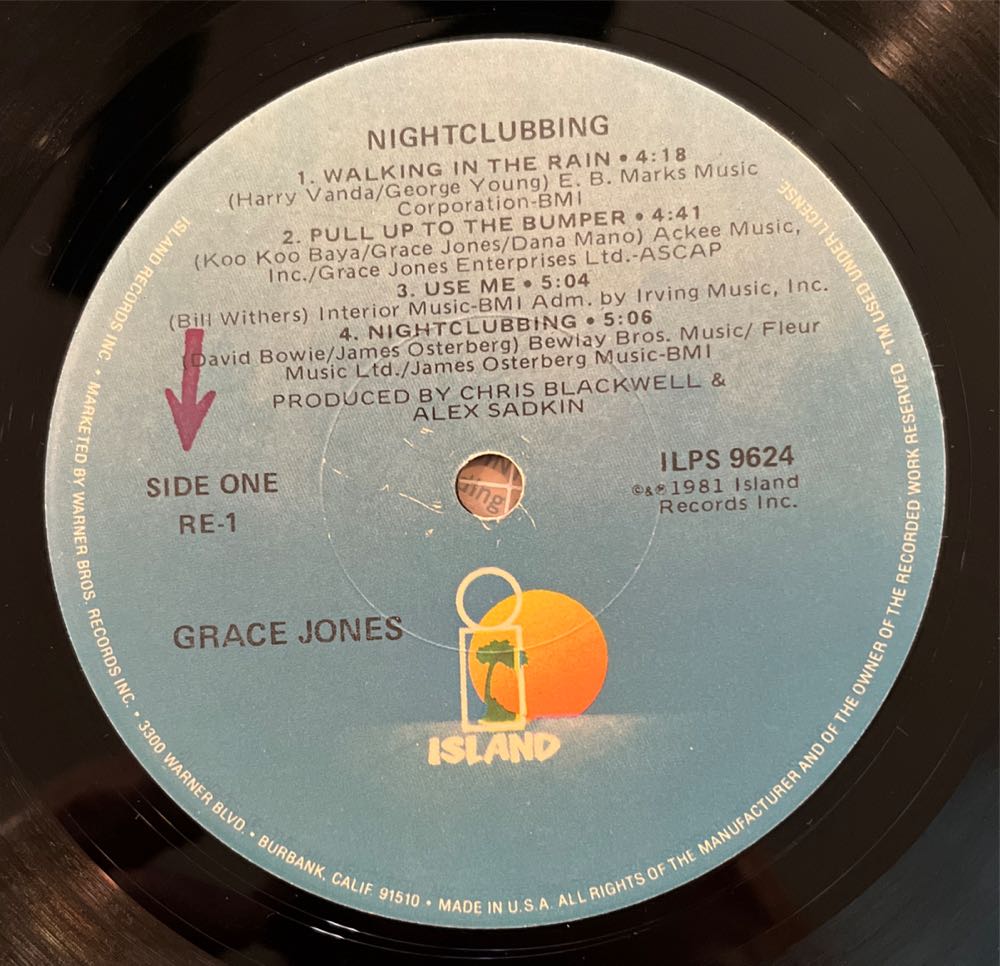 NIGHTCLUBBING
1. WALKING IN THE RAIN • 4:18
(Harry Vanda/George Young) E. B. Marks Music
Corporation-BMI
2. PULL UP TO THE BUMPER • 4:41
(Koo Koo Baya/Grace Jones/Dana Mano) Ackee Music,
Inc./Grace Jones Enterprises Ltd.-ASCAP
3. USE ME • 5:04
(Bill Withers) Interior Music-BMI Adm. by Irving Music, Inc.
4. NIGHTCLUBBING • 5:06
(David Bowie/James Osterberg) Bewlay Bros. Music/ Fleur
Music Ltd./James Osterberg Music-BMI
PRODUCED BY CHRIS BLACKWELL &
ALEX SADKIN
SIDE ONE
RE-1
ILPS 9624
©&℗ 1981 Island
Records Inc.
GRACE JONES
ISLAND
ISLAND RECORDS INC. • MARKETED BY WARNER BROS. RECORDS INC. • 3300 WARNER BLVD. • BURBANK, CALIF. 91510 • MADE IN U.S.A. ALL RIGHTS OF THE MANUFACTURER AND OF THE OWNER OF THE RECORDED WORK RESERVED. *TM USED UNDER LICENSE